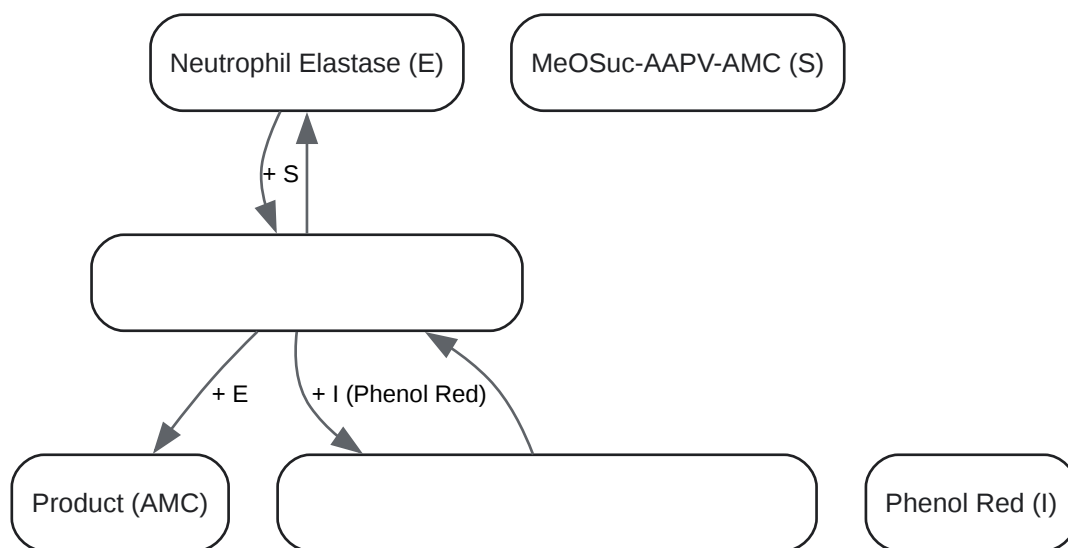 Neutrophil Elastase (E)
MeOSuc-AAPV-AMC (S)
+ S
+ E
+ I (Phenol Red)
Product (AMC)
Phenol Red (I)